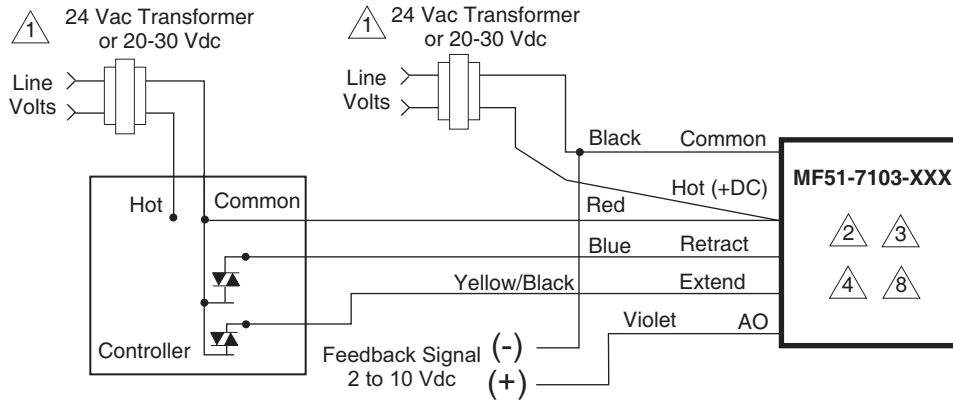 1
24 Vac Transformer
or 20-30 Vdc
Line
Volts
1
24 Vac Transformer
or 20-30 Vdc
Line
Volts
Black
Common
MF51-7103-XXX
Hot (+DC)
Hot
Common
Red
2
3
Blue
Retract
4
8
Yellow/Black
Extend
Violet
AO
Controller
Feedback Signal
2 to 10 Vdc
(-)
(+)